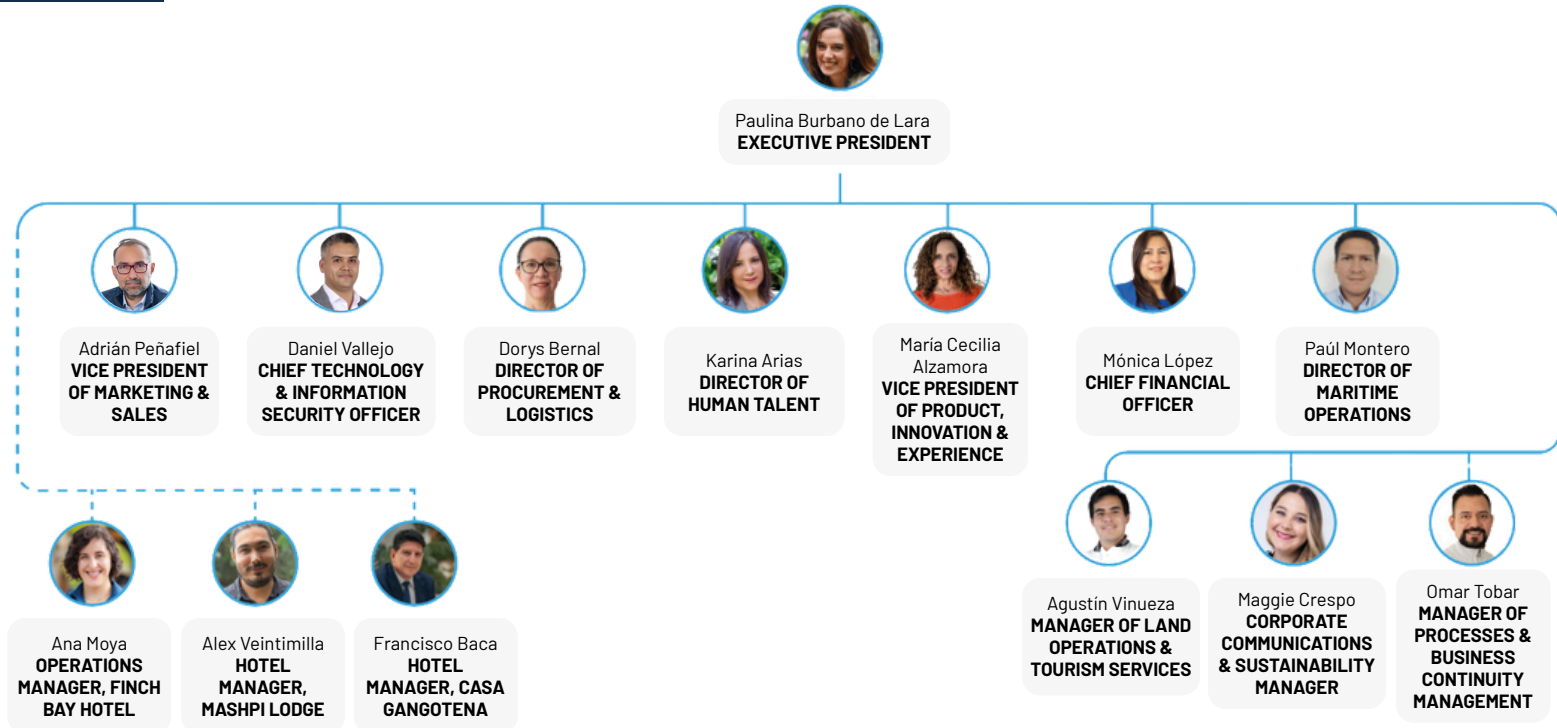 Paulina Burbano de Lara
EXECUTIVE PRESIDENT
Adrián Peñafiel
VICE PRESIDENT
OF MARKETING &
SALES
Daniel Vallejo
CHIEF TECHNOLOGY
& INFORMATION
SECURITY OFFICER
Dorys Bernal
DIRECTOR OF
PROCUREMENT &
LOGISTICS
Karina Arias
DIRECTOR OF
HUMAN TALENT
María Cecilia
Alzamora
VICE PRESIDENT
OF PRODUCT,
INNOVATION &
EXPERIENCE
Mónica López
CHIEF FINANCIAL
OFFICER
Paúl Montero
DIRECTOR OF
MARITIME
OPERATIONS
Ana Moya
OPERATIONS
MANAGER, FINCH
BAY HOTEL
Alex Veintimilla
HOTEL
MANAGER,
MASHPI LODGE
Francisco Baca
HOTEL
MANAGER, CASA
GANGOTENA
Agustín Vinueza
MANAGER OF LAND
OPERATIONS &
TOURISM SERVICES
Maggie Crespo
CORPORATE
COMMUNICATIONS
& SUSTAINABILITY
MANAGER
Omar Tobar
MANAGER OF
PROCESSES &
BUSINESS
CONTINUITY
MANAGEMENT